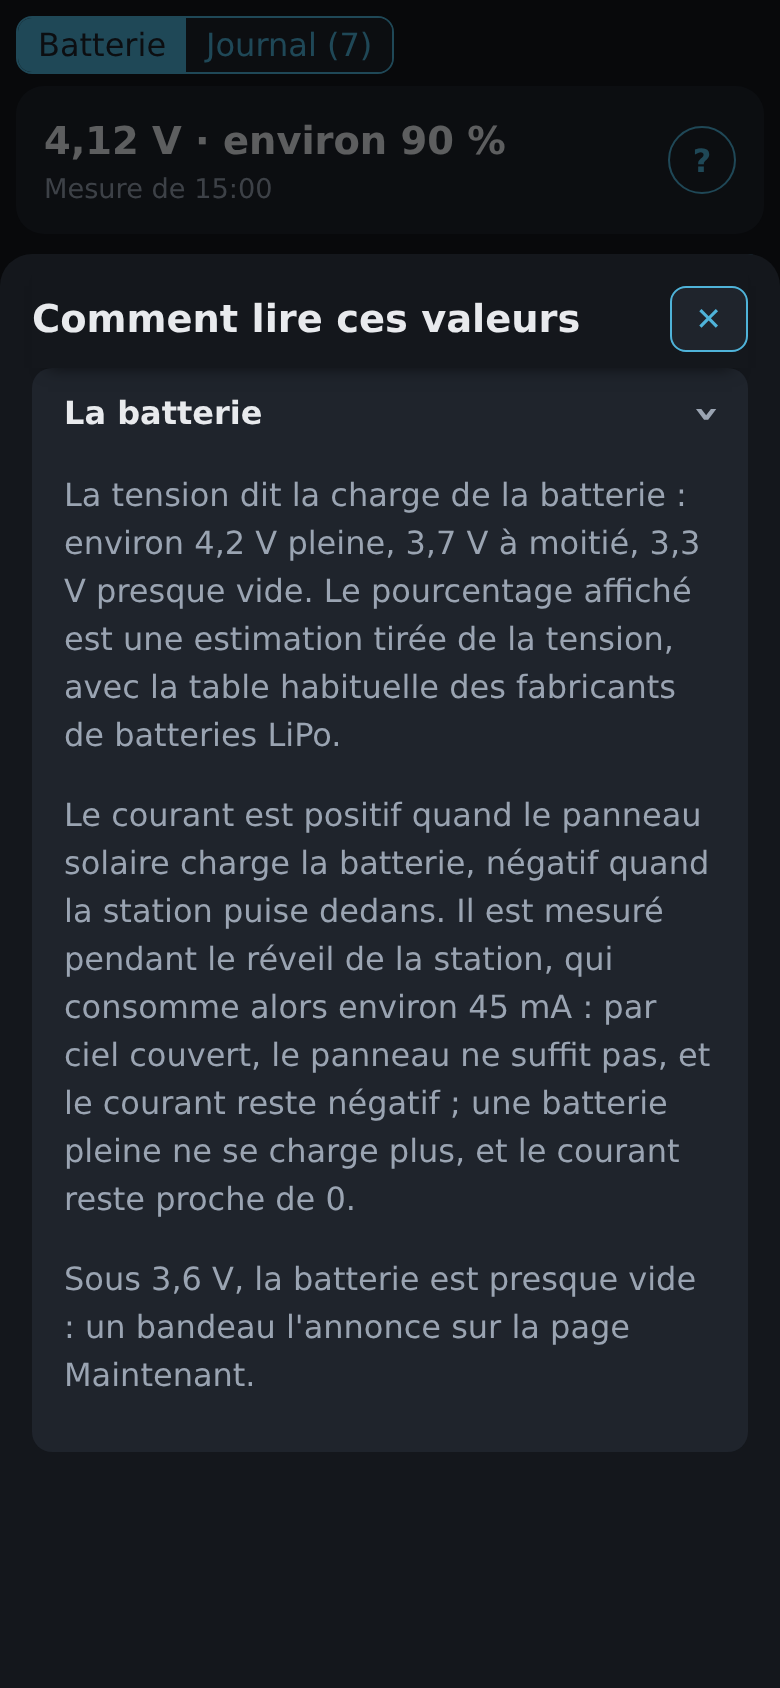 Batterie
Journal (7)
4,12 V · environ 90 %
Mesure de 15:00
?
Comment lire ces valeurs
✕
La batterie
La tension dit la charge de la batterie :
environ 4,2 V pleine, 3,7 V à moitié, 3,3
V presque vide. Le pourcentage affiché
est une estimation tirée de la tension,
avec la table habituelle des fabricants
de batteries LiPo.
Le courant est positif quand le panneau
solaire charge la batterie, négatif quand
la station puise dedans. Il est mesuré
pendant le réveil de la station, qui
consomme alors environ 45 mA : par
ciel couvert, le panneau ne suffit pas, et
le courant reste négatif ; une batterie
pleine ne se charge plus, et le courant
reste proche de 0.
Sous 3,6 V, la batterie est presque vide
: un bandeau l'annonce sur la page
Maintenant.